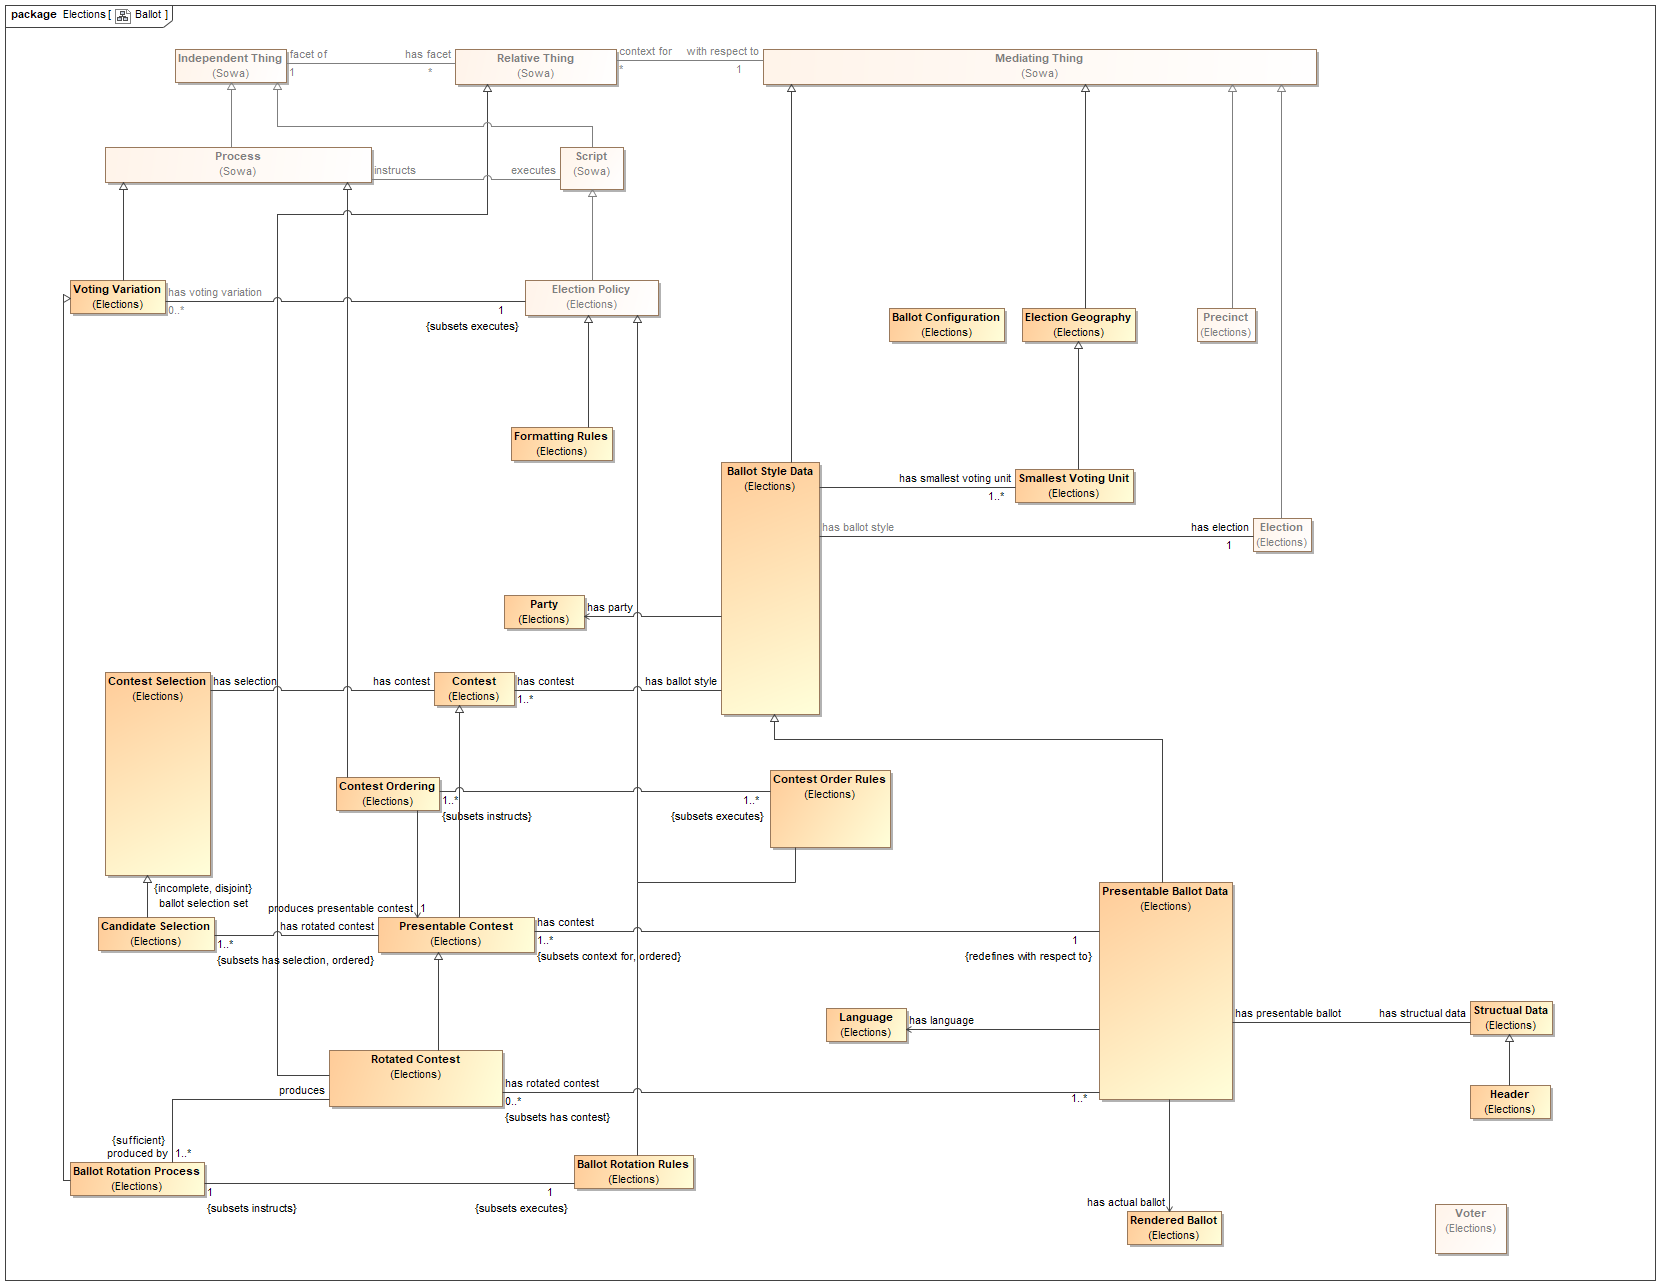 package Elections [ Ballot ]
Independent Thing
(Sowa)
facet of
1
has facet
*
Relative Thing
(Sowa)
context for
*
with respect to
1
Mediating Thing
(Sowa)
Process
(Sowa)
instructs
executes
Script
(Sowa)
Voting Variation
(Elections)
has voting variation
0..*
1
{subsets executes}
Election Policy
(Elections)
Ballot Configuration
(Elections)
Election Geography
(Elections)
Precinct
(Elections)
Formatting Rules
(Elections)
Ballot Style Data
(Elections)
has smallest voting unit
1..*
Smallest Voting Unit
(Elections)
has ballot style
has election
1
Election
(Elections)
Party
(Elections)
has party
Contest Selection
(Elections)
has selection
has contest
Contest
(Elections)
has contest
1..*
has ballot style
Contest Ordering
(Elections)
1..*
{subsets instructs}
1..*
{subsets executes}
Contest Order Rules
(Elections)
{incomplete, disjoint}
ballot selection set
produces presentable contest
1
Candidate Selection
(Elections)
1..*
{subsets has selection, ordered}
has rotated contest
Presentable Contest
(Elections)
has contest
1..*
{subsets context for, ordered}
1
{redefines with respect to}
Presentable Ballot Data
(Elections)
Language
(Elections)
has language
has presentable ballot
has structual data
Structual Data
(Elections)
Header
(Elections)
Rotated Contest
(Elections)
has rotated contest
0..*
{subsets has contest}
1..*
produces
{sufficient}
produced by
1..*
Ballot Rotation Process
(Elections)
1
{subsets instructs}
1
{subsets executes}
Ballot Rotation Rules
(Elections)
has actual ballot
Rendered Ballot
(Elections)
Voter
(Elections)